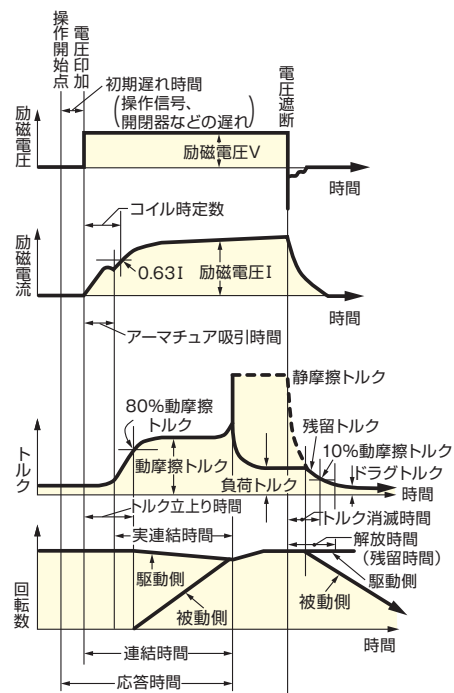 操作開始点
電圧印加
初期遅れ時間
(操作信号、
開閉器などの遅れ)
電圧遮断
励磁電圧
励磁電圧V
時間
コイル時定数
励磁電流
0.63I
励磁電圧I
時間
アーマチュア吸引時間
静摩擦トルク
80%動摩擦
トルク
残留トルク
10%動摩擦トルク
トルク
動摩擦トルク
負荷トルク
ドラグトルク
時間
トルク立上り時間
トルク消滅時間
実連結時間
解放時間
(残留時間)
回転数
駆動側
被動側
駆動側
被動側
時間
連結時間
応答時間